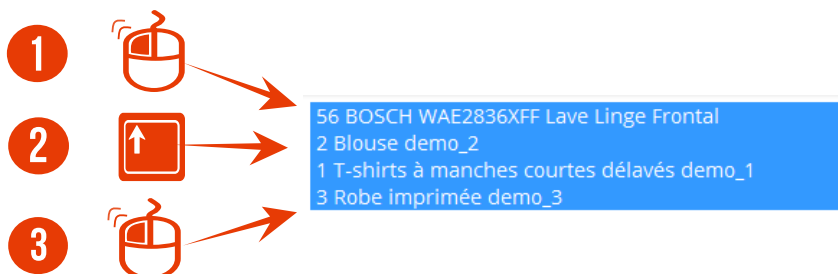 1
56 BOSCH WAE2836XFF Lave Linge Frontal
2
2 Blouse demo_2
1 T-shirts à manches courtes délavés demo_1
3 Robe imprimée demo_3
3